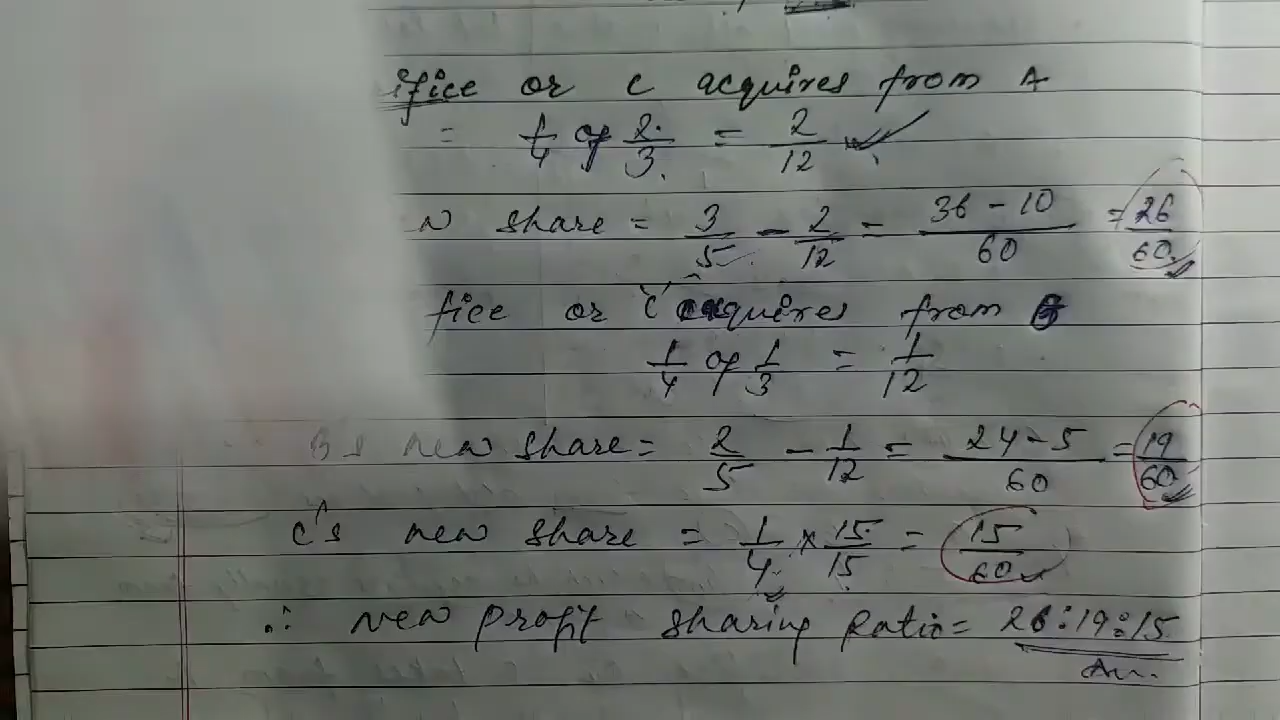 ifice or C acquires from A
= 1/4 of 2/3 = 2/12
N share = 3/5 - 2/12 = 36 - 10/60 = 26/60
fice or C acquires from B
1/4 of 1/3 = 1/12
B's new share = 2/5 - 1/12 = 24 - 5/60 = 19/60
C's new share = 1/4 × 15/15 = 15/60
∴ New Profit sharing Ratio = 26:19:15
An.